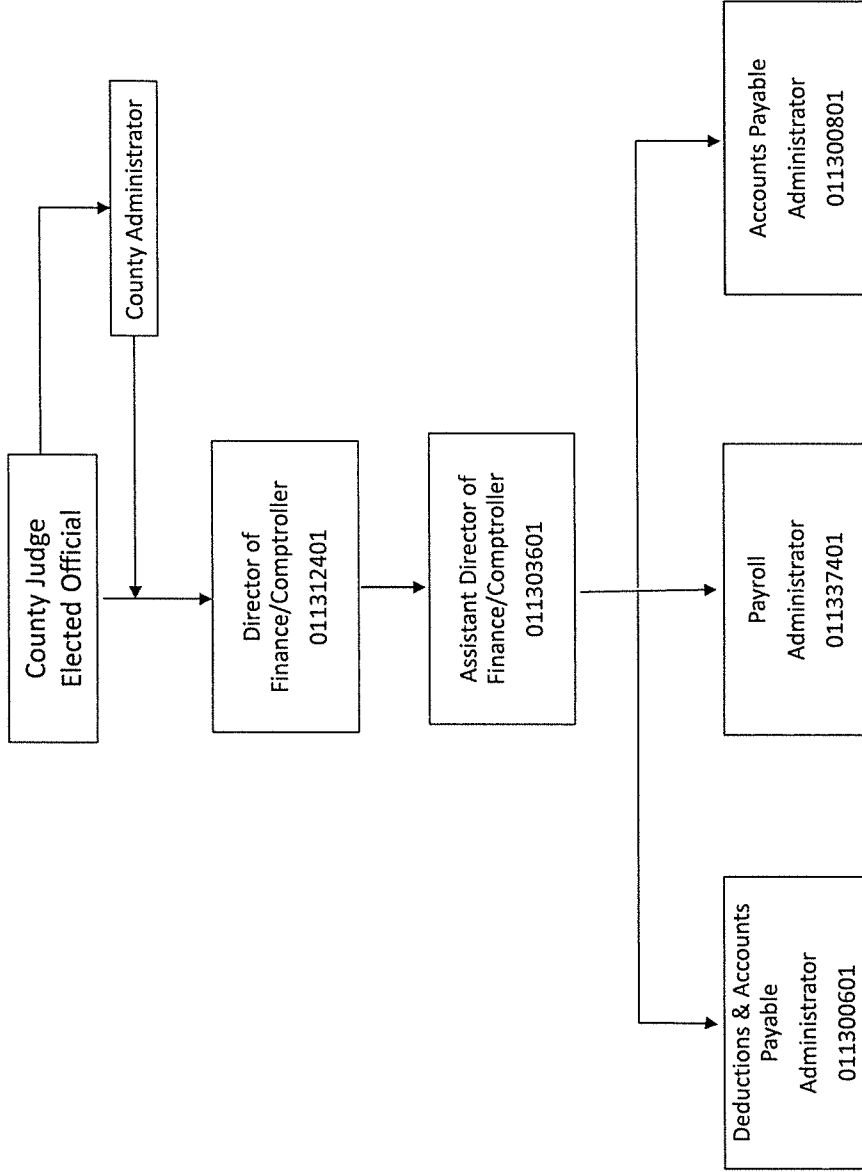 County Judge
Elected Official
County Administrator
Director of
Finance/Comptroller
011312401
Assistant Director of
Finance/Comptroller
011303601
Deductions & Accounts
Payable
Administrator
011300601
Payroll
Administrator
011337401
Accounts Payable
Administrator
011300801